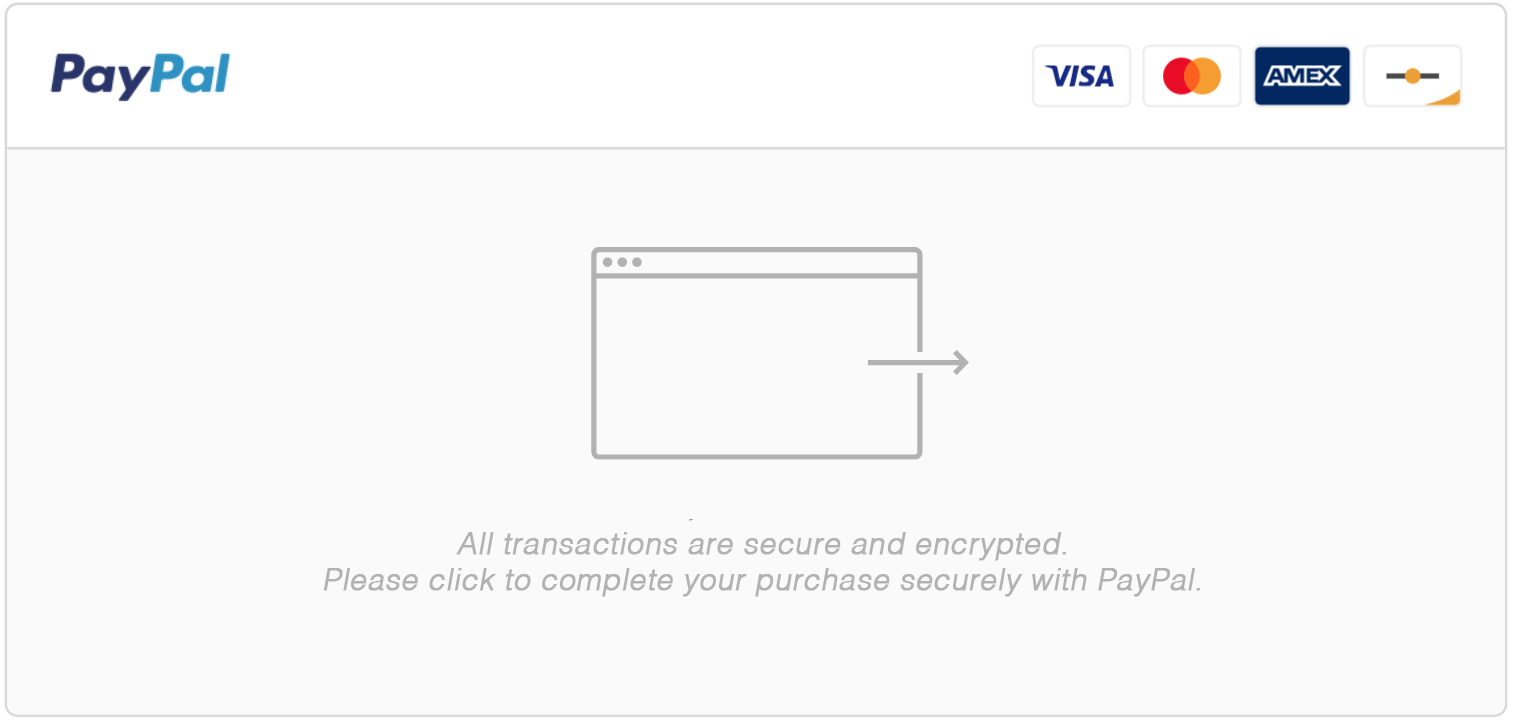 PayPal
VISA
AMEX
All transactions are secure and encrypted.
Please click to complete your purchase securely with PayPal.